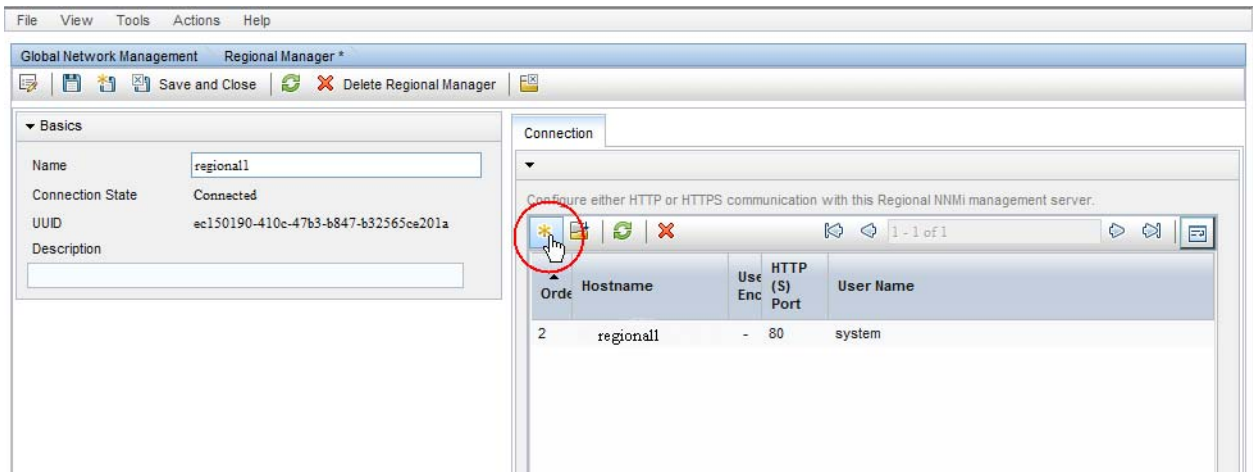 File View Tools Actions Help
Global Network Management Regional Manager *
Save and Close Delete Regional Manager
Basics
Name regional1
Connection State Connected
UUID ec150190-410c-47b3-b847-b32565ce201a
Description
Connection
Configure either HTTP or HTTPS communication with this Regional NNMi management server.
1 - 1 of 1
Orde Hostname Use Enc HTTP (S) Port User Name
2 regional1 - 80 system